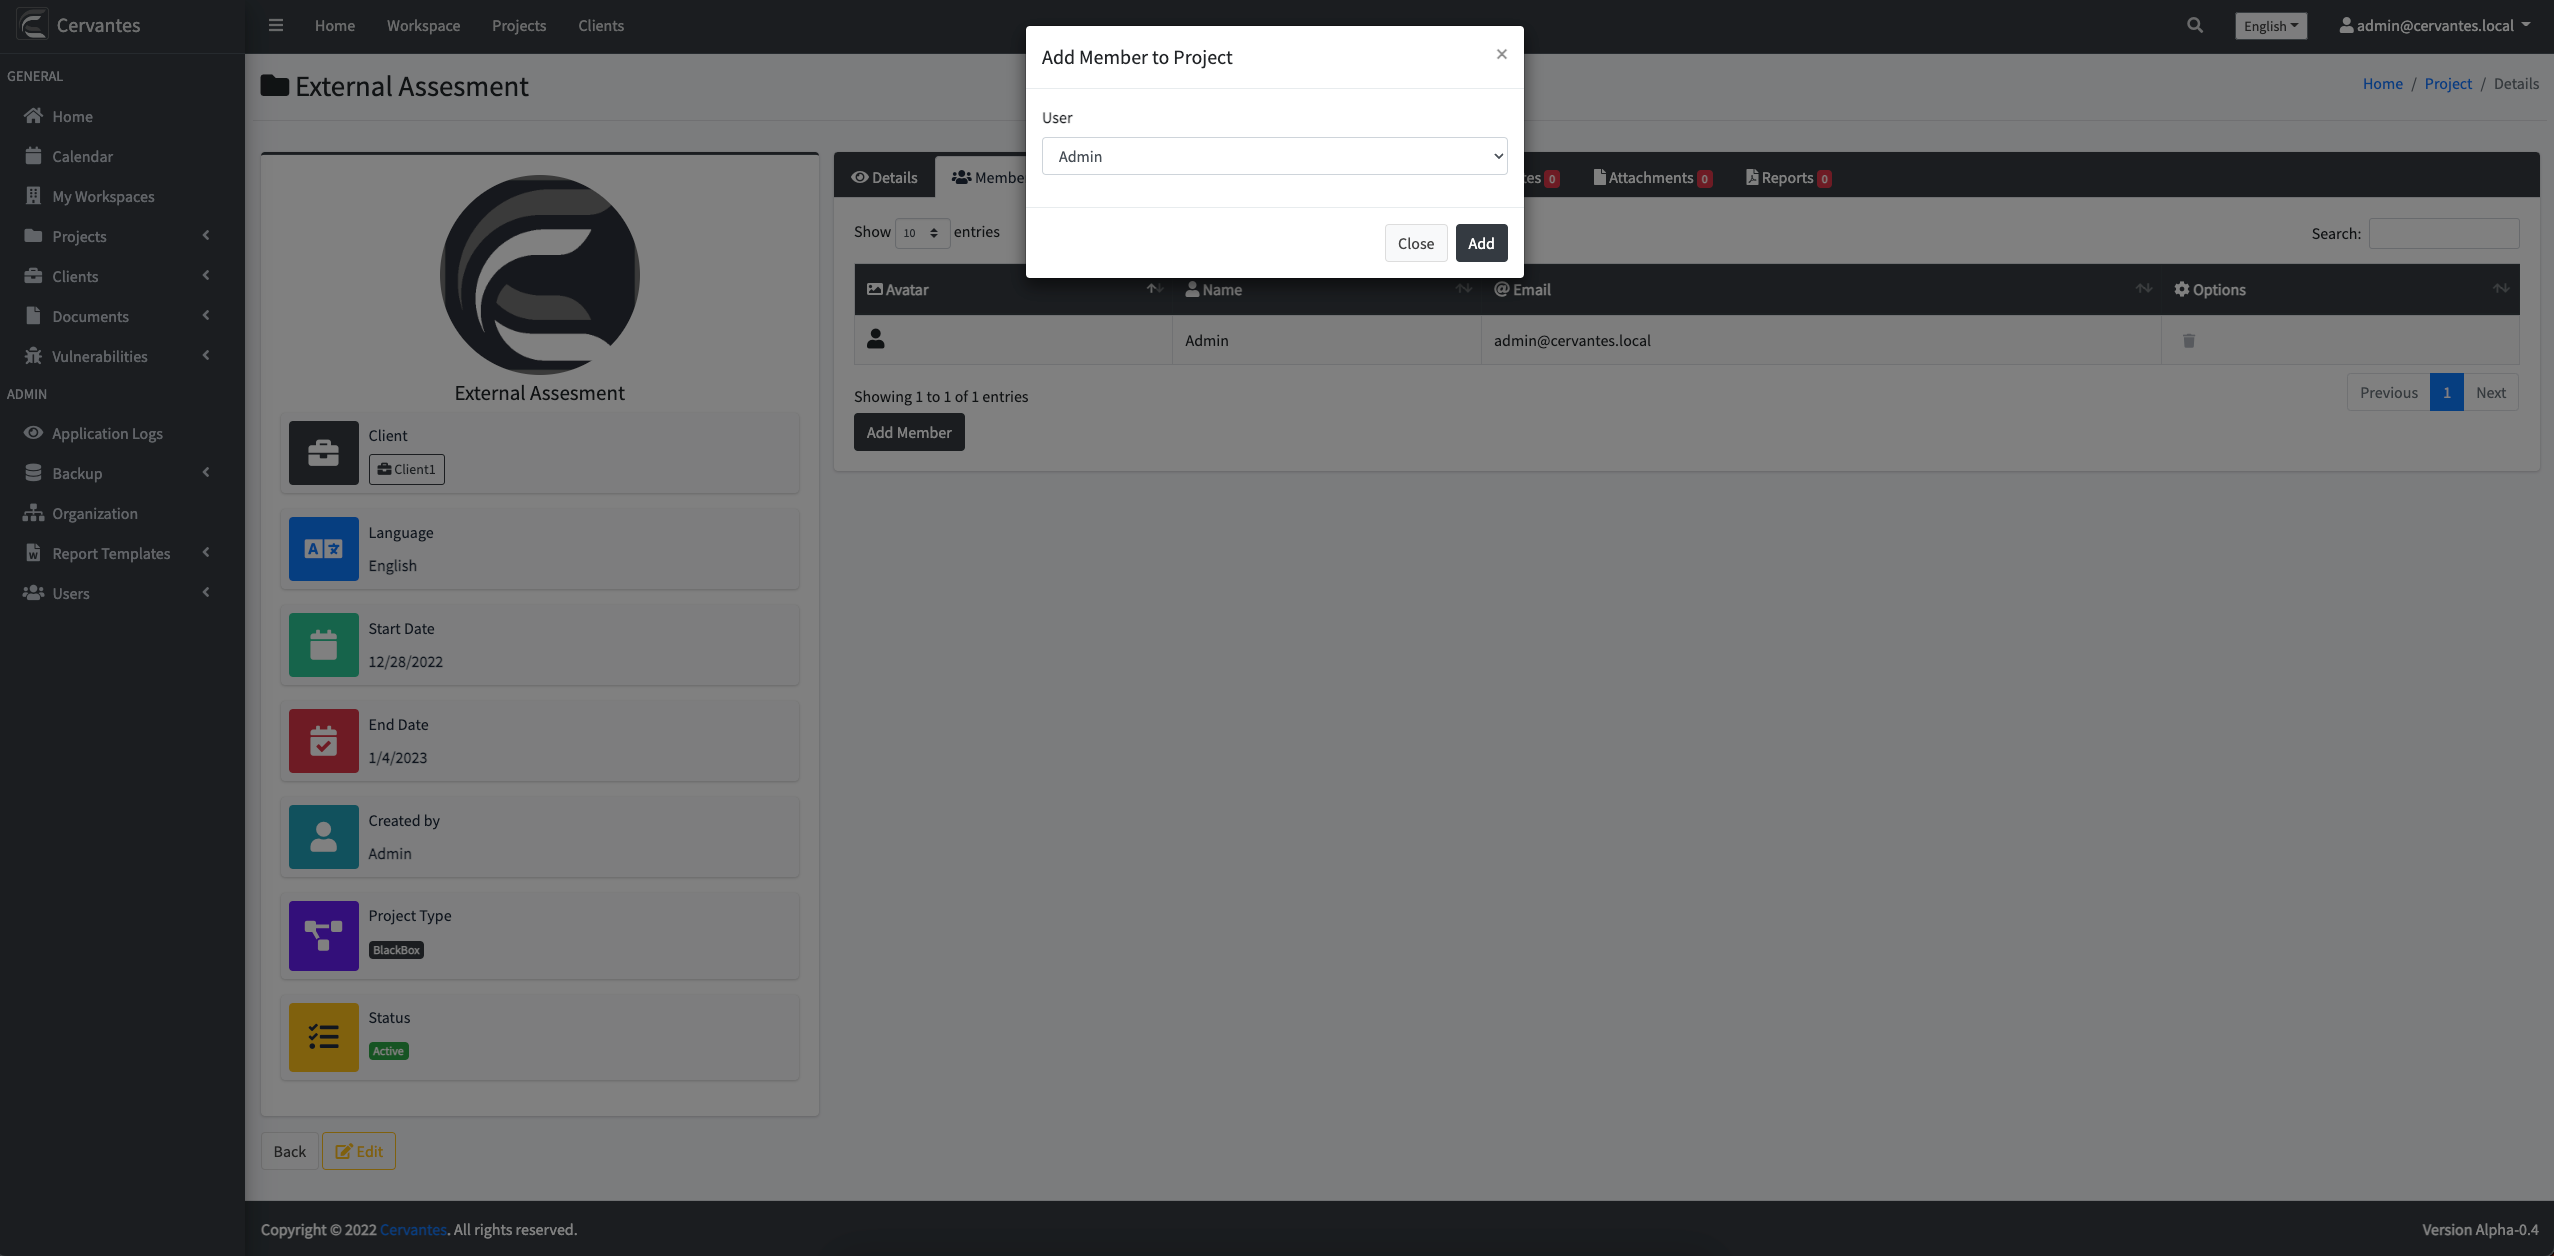 Cervantes
Home Workspace Projects Clients
English
admin@cervantes.local
GENERAL
Home
Calendar
My Workspaces
Projects
Clients
Documents
Vulnerabilities
ADMIN
Application Logs
Backup
Organization
Report Templates
Users
External Assesment
Home / Project / Details
Add Member to Project
×
User
Admin
Close Add
External Assesment
Client
Client1
Language
English
Start Date
12/28/2022
End Date
1/4/2023
Created by
Admin
Project Type
BlackBox
Status
Active
Back Edit
Details Attachments 0 Reports 0
Show 10 entries
Search:
Avatar Name @ Email Options
Admin admin@cervantes.local
Showing 1 to 1 of 1 entries
Previous 1 Next
Add Member
Copyright © 2022 Cervantes. All rights reserved.
Version Alpha-0.4